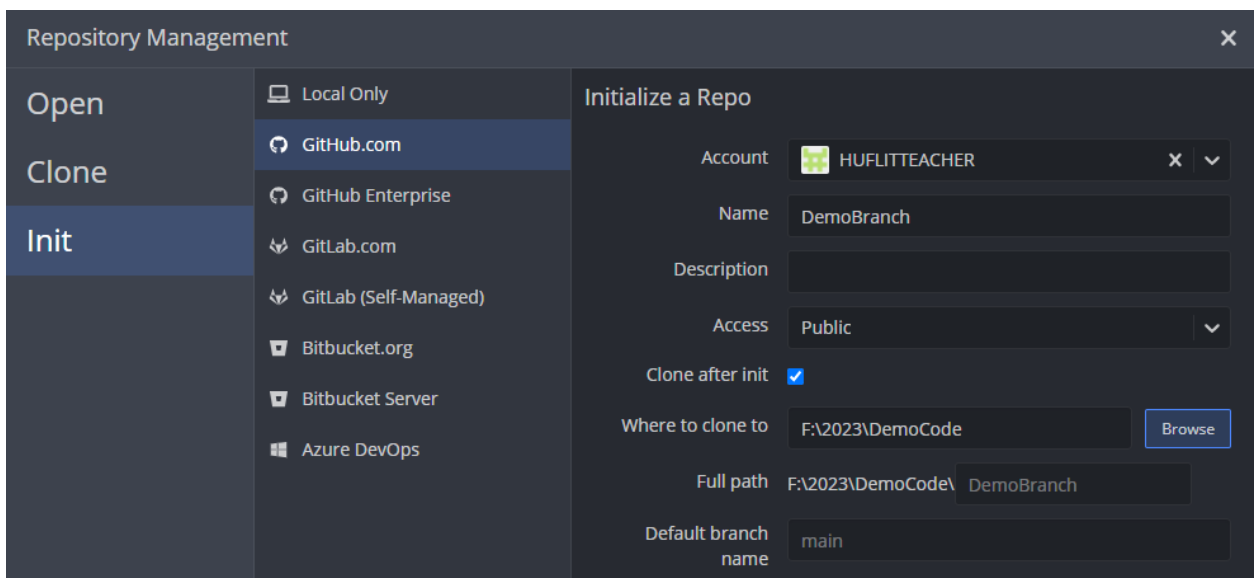 Repository Management
Open
Clone
Init
Local Only
GitHub.com
GitHub Enterprise
GitLab.com
GitLab (Self-Managed)
Bitbucket.org
Bitbucket Server
Azure DevOps
Initialize a Repo
Account HUFLITTEACHER
Name DemoBranch
Description
Access Public
Clone after init
Where to clone to F:\2023\DemoCode Browse
Full path F:\2023\DemoCode\ DemoBranch
Default branch
name main